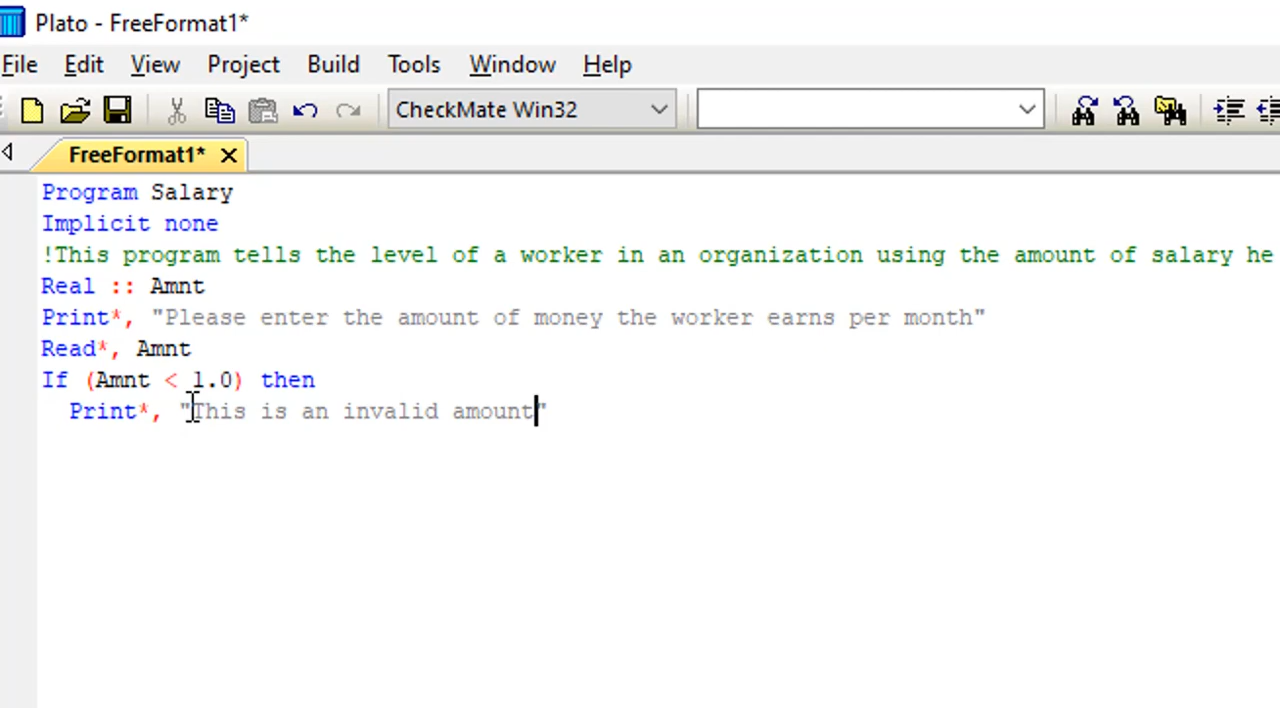 Plato - FreeFormat1*
File Edit View Project Build Tools Window Help
CheckMate Win32
FreeFormat1*
Program Salary
Implicit none
!This program tells the level of a worker in an organization using the amount of salary he
Real :: Amnt
Print*, "Please enter the amount of money the worker earns per month"
Read*, Amnt
If (Amnt < 1.0) then
Print*, "This is an invalid amount"